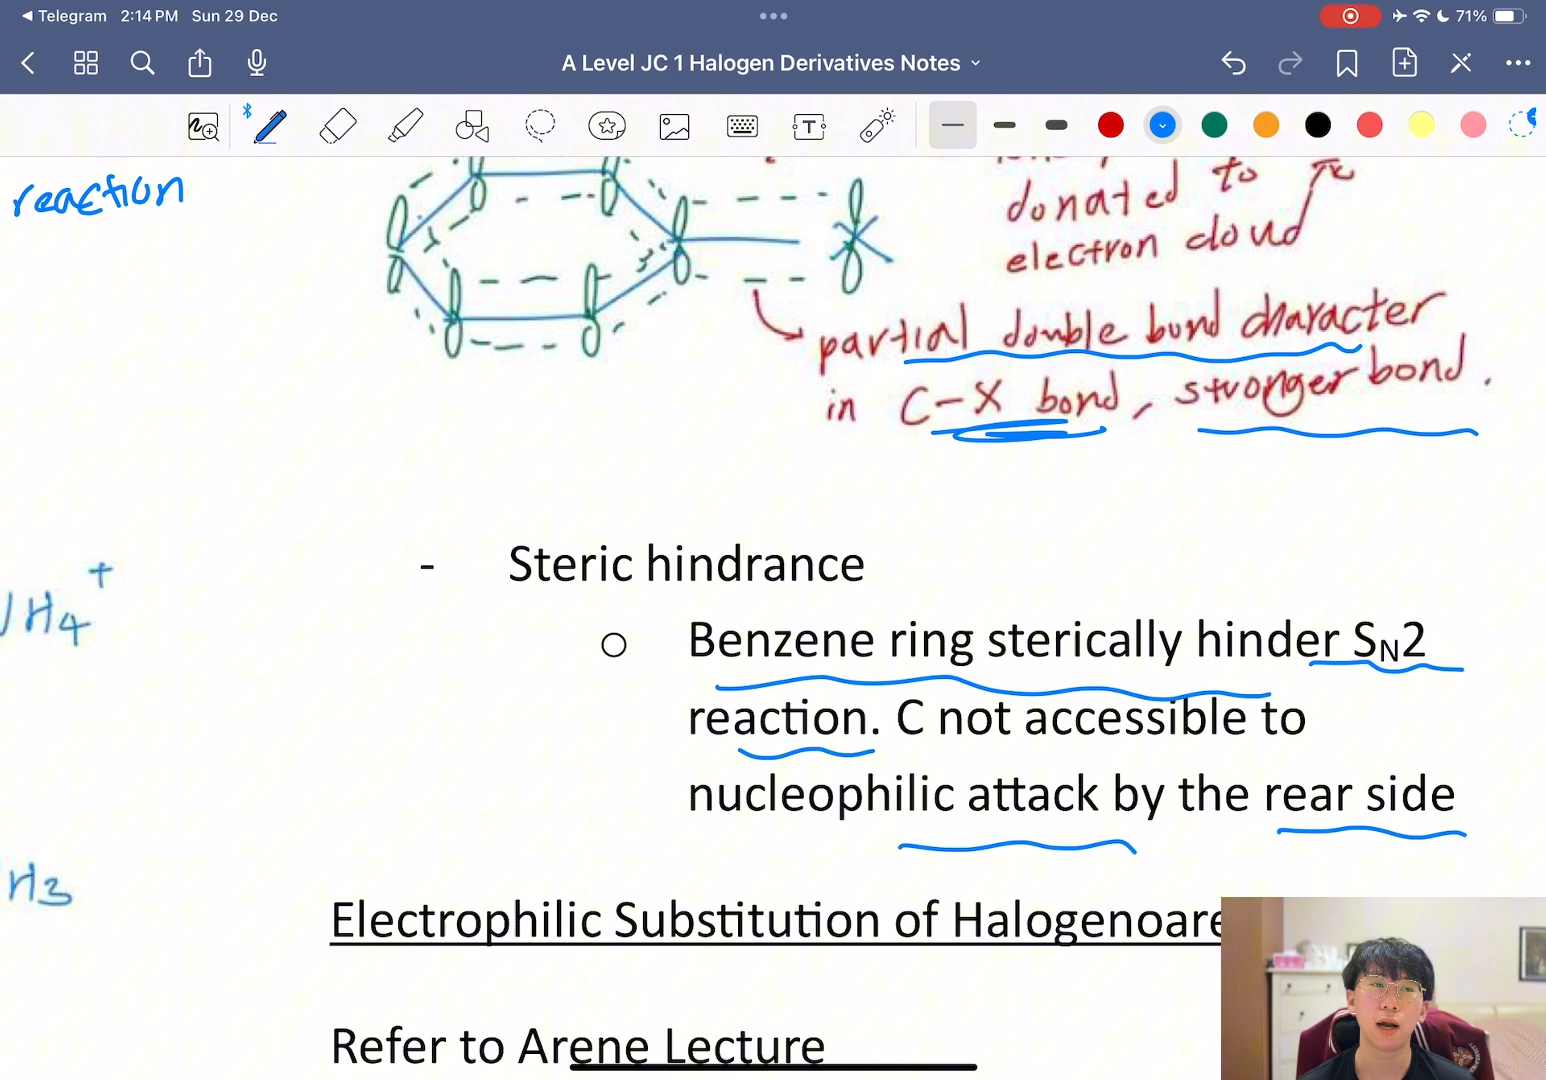 Telegram 2:14 PM Sun 29 Dec
71%
A Level JC 1 Halogen Derivatives Notes
T
reaction
donated to π
electron cloud
partial double bond character
in C-X bond, stronger bond.
- Steric hindrance
NH4+
○ Benzene ring sterically hinder SN2
reaction. C not accessible to
nucleophilic attack by the rear side
H3
Electrophilic Substitution of Halogenoare
Refer to Arene Lecture